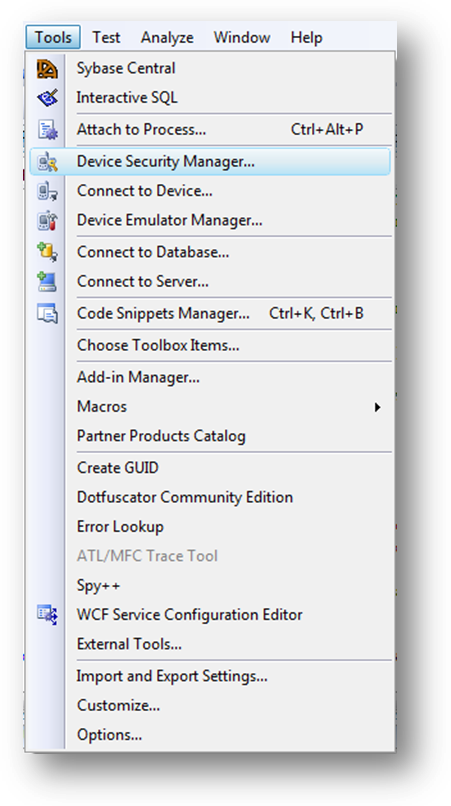 Tools Test Analyze Window Help
Sybase Central
Interactive SQL
Attach to Process... Ctrl+Alt+P
Device Security Manager...
Connect to Device...
Device Emulator Manager...
Connect to Database...
Connect to Server...
Code Snippets Manager... Ctrl+K, Ctrl+B
Choose Toolbox Items...
Add-in Manager...
Macros
Partner Products Catalog
Create GUID
Dotfuscator Community Edition
Error Lookup
ATL/MFC Trace Tool
Spy++
WCF Service Configuration Editor
External Tools...
Import and Export Settings...
Customize...
Options...